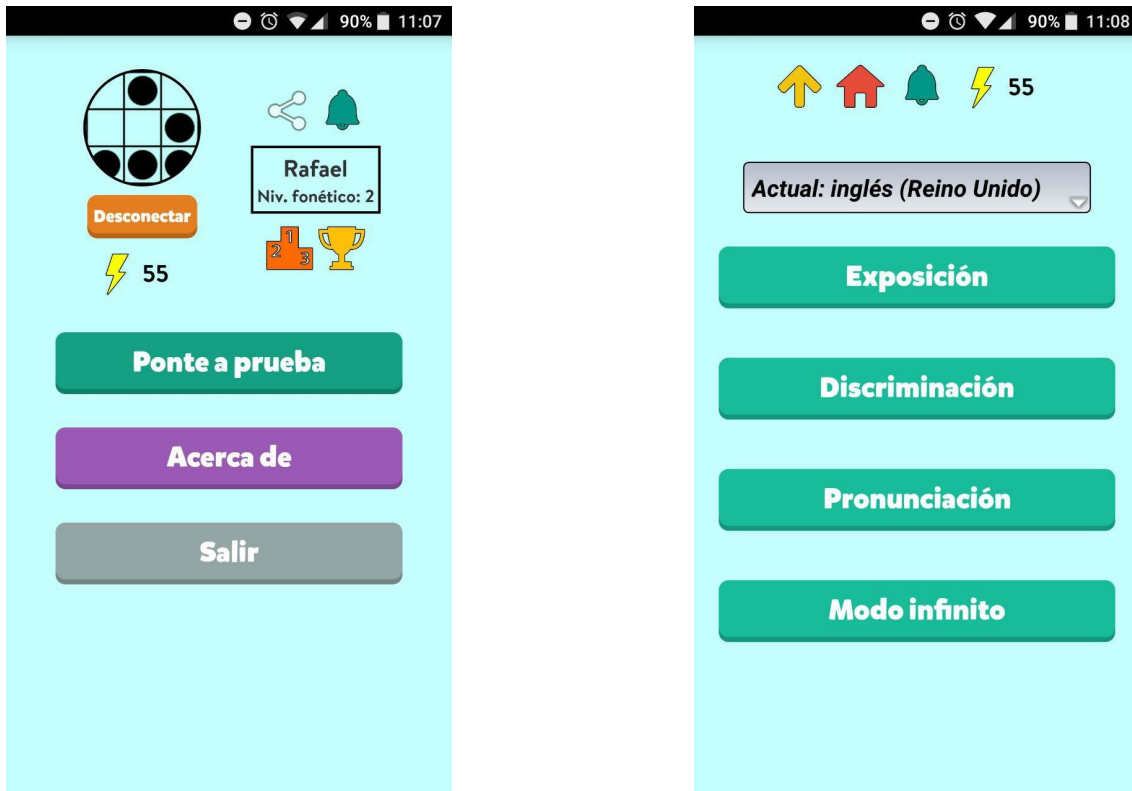 90% 11:07
Rafael
Niv. fonético: 2
Desconectar
1
2
3
55
Ponte a prueba
Acerca de
Salir
90% 11:08
55
Actual: inglés (Reino Unido)
Exposición
Discriminación
Pronunciación
Modo infinito